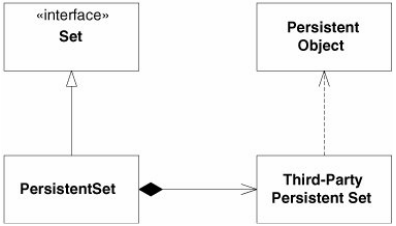 «interface»
Set
Persistent
Object
PersistentSet
Third-Party
Persistent Set